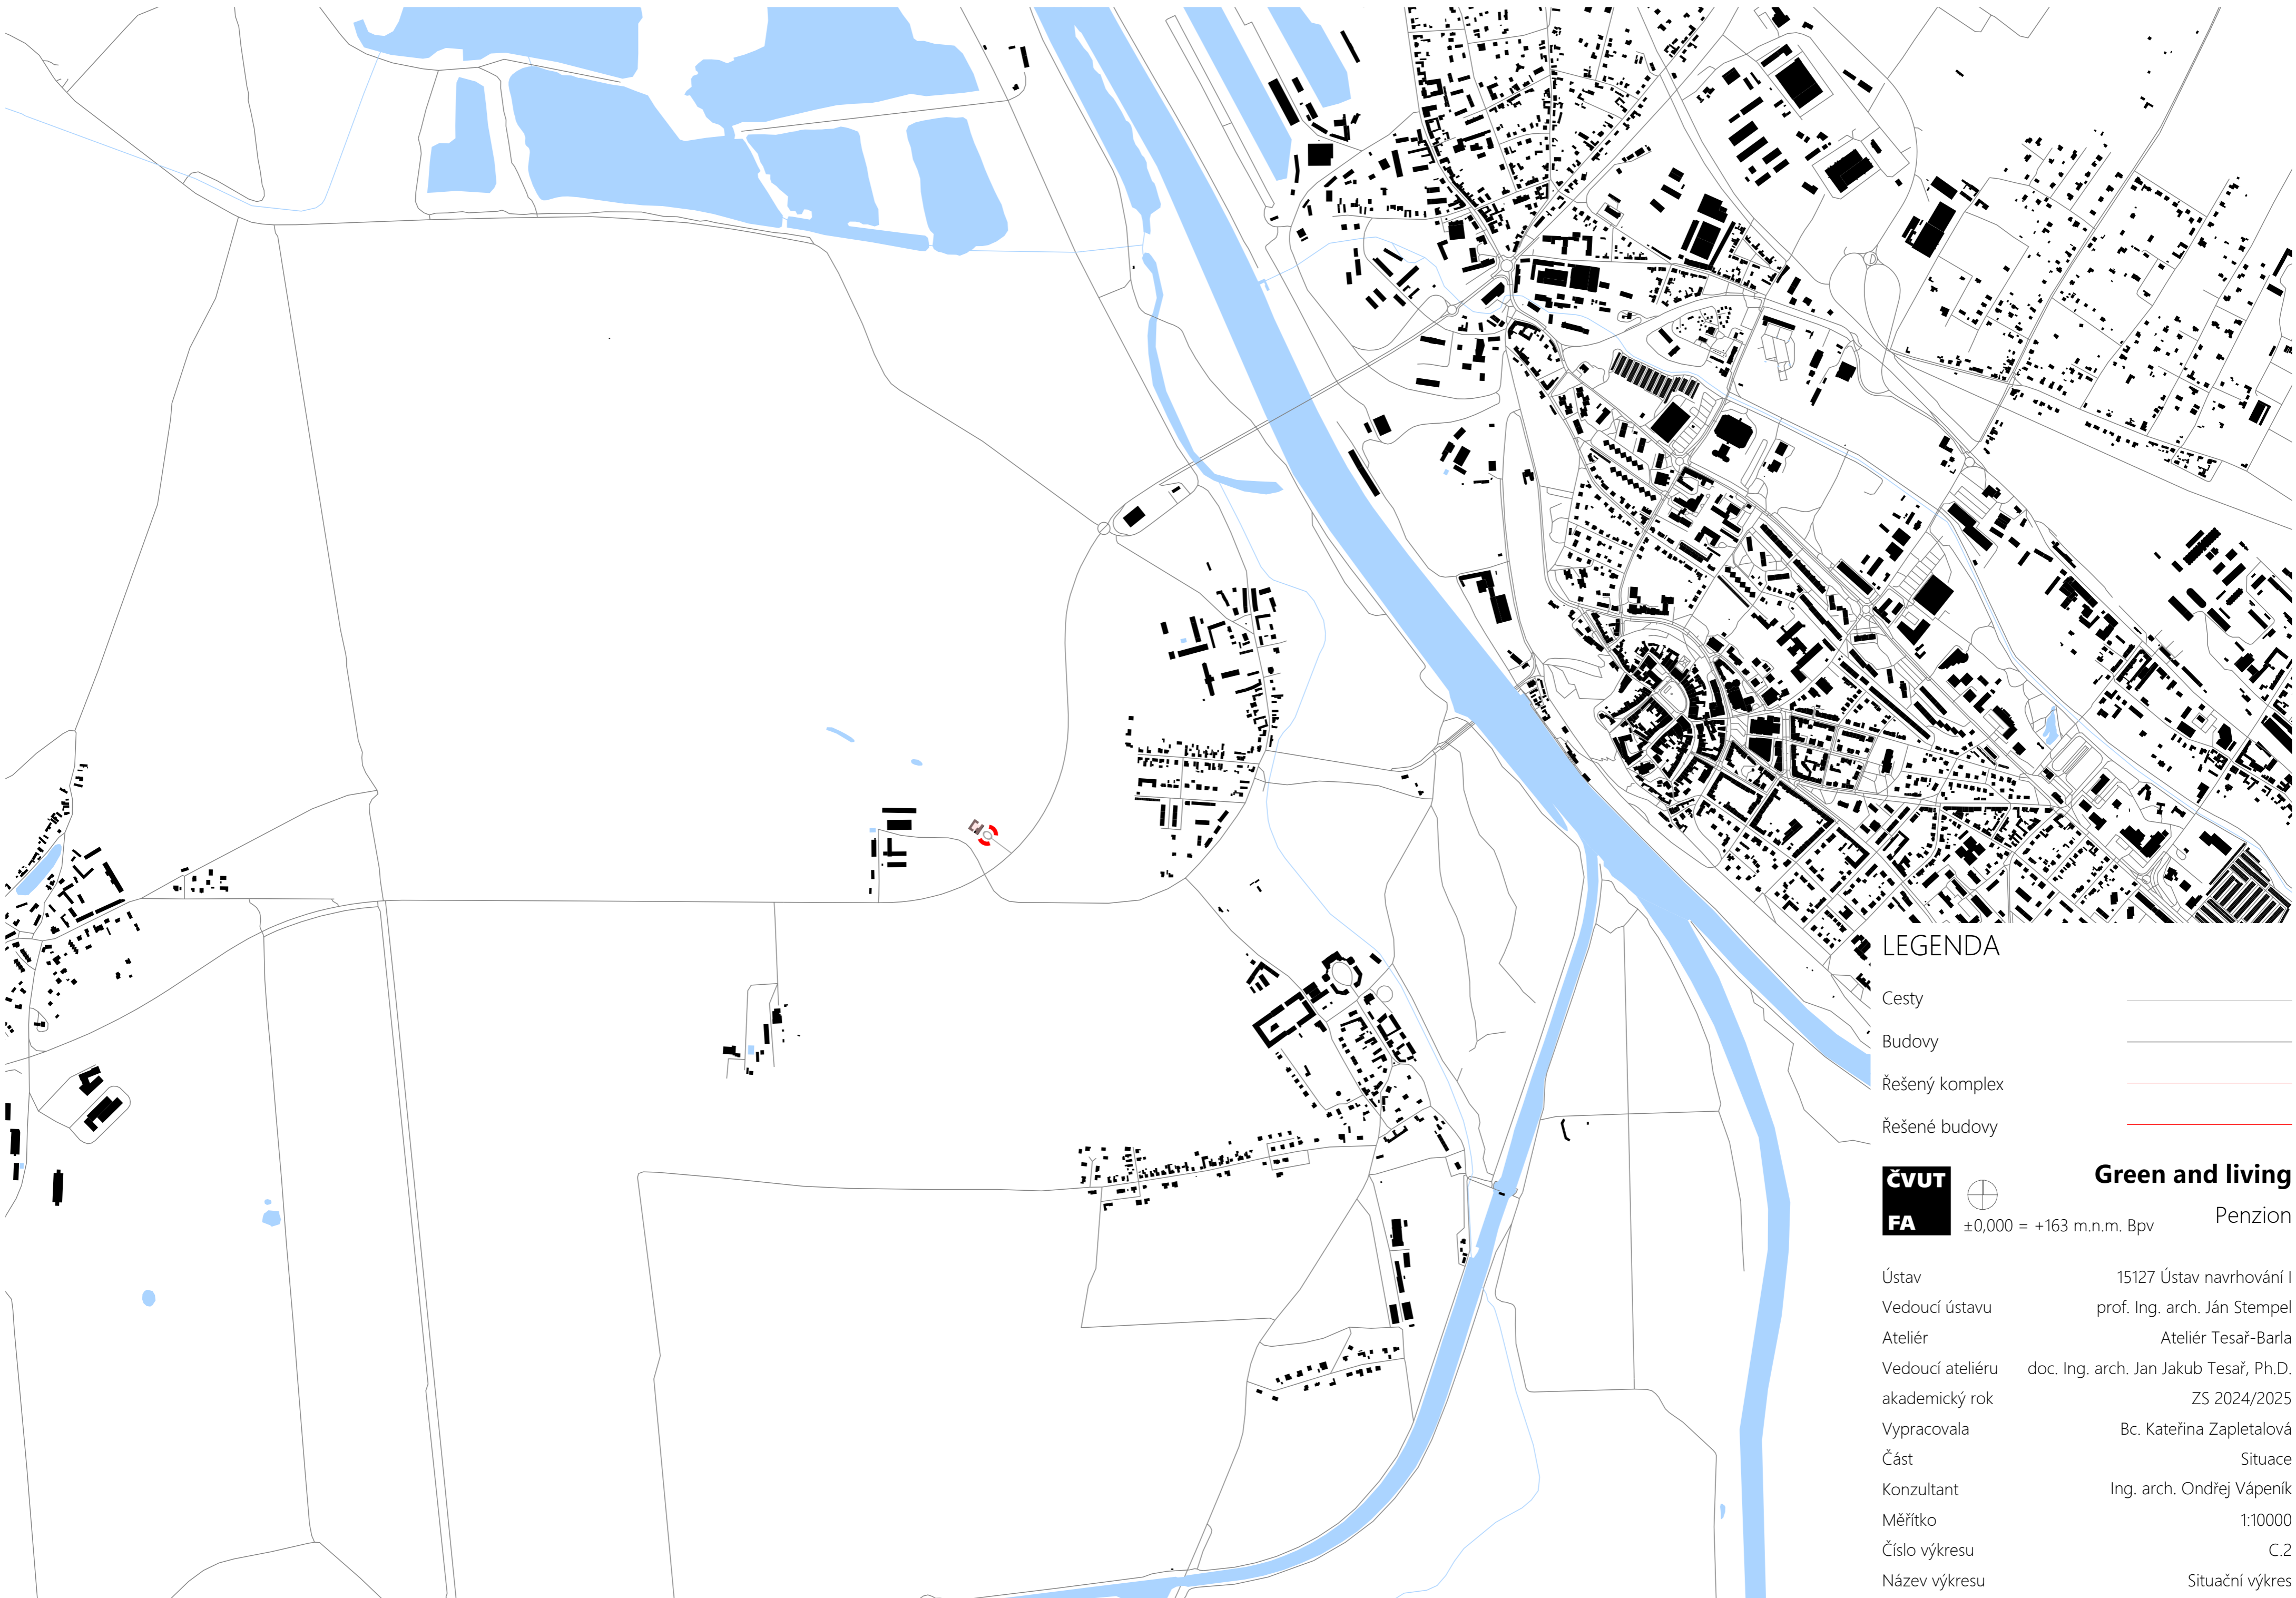 LEGENDA
Cesty
Budovy
Řešený komplex
Řešené budovy
ČVUT
FA
±0,000 = +163 m.n.m. Bpv
Green and living
Penzion
Ústav 15127 Ústav navrhování I
Vedoucí ústavu prof. Ing. arch. Ján Stempel
Ateliér Ateliér Tesař-Barla
Vedoucí ateliéru doc. Ing. arch. Jan Jakub Tesař, Ph.D.
akademický rok ZS 2024/2025
Vypracovala Bc. Kateřina Zapletalová
Část Situace
Konzultant Ing. arch. Ondřej Vápeník
Měřítko 1:10000
Číslo výkresu C.2
Název výkresu Situační výkres